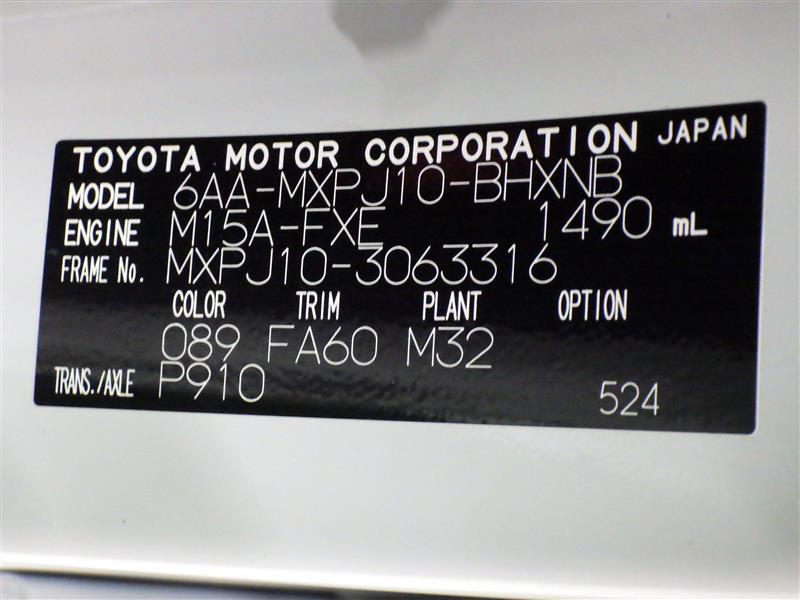 TOYOTA MOTOR CORPORATION JAPAN
MODEL 6AA-MXPJ10-BHXNB
ENGINE M15A-FXE 1490 mL
FRAME No. MXPJ10-3063316
COLOR TRIM PLANT OPTION
089 FA60 M32
TRANS./AXLE P910 524